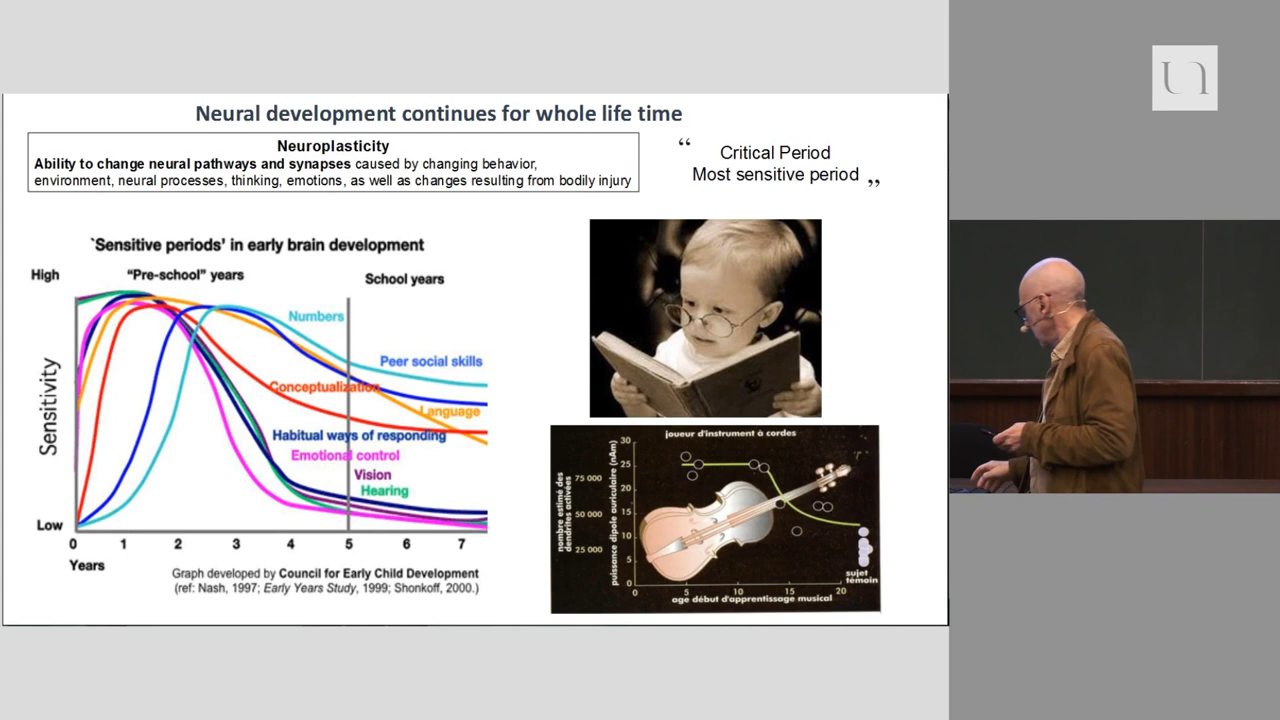 Neural development continues for whole life time
Neuroplasticity
Ability to change neural pathways and synapses caused by changing behavior,
environment, neural processes, thinking, emotions, as well as changes resulting from bodily injury
“ Critical Period
Most sensitive period „
`Sensitive periods' in early brain development
High
“Pre-school” years
School years
Numbers
Peer social skills
Conceptualization
Language
Habitual ways of responding
Emotional control
Vision
Hearing
Sensitivity
Low
0 1 2 3 4 5 6 7
Years
Graph developed by Council for Early Child Development
(ref: Nash, 1997; Early Years Study, 1999; Shonkoff, 2000.)
joueur d'instrument à cordes
nombre estimé des
dendrites activées
75 000
50 000
25 000
puissance dipole auriculaire (nAm)
30
25
20
15
10
5
0
0 5 10 15 20
sujet
témoin
age début d'apprentissage musical